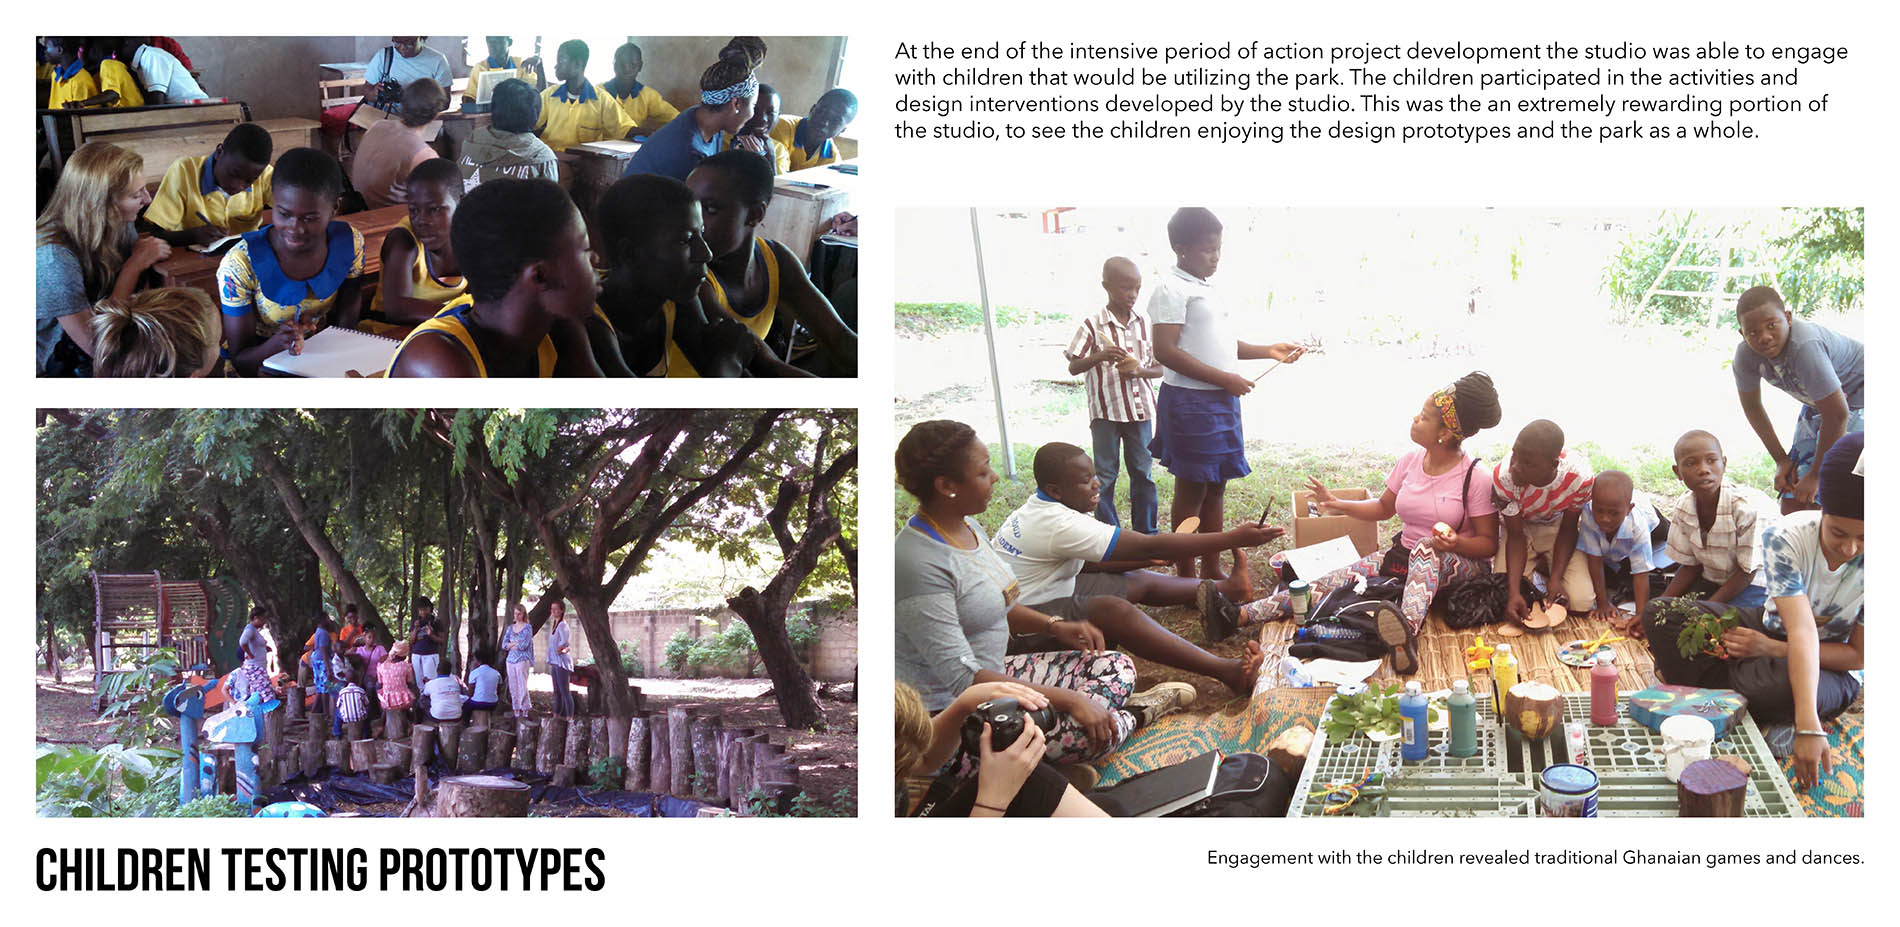 At the end of the intensive period of action project development the studio was able to engage
with children that would be utilizing the park. The children participated in the activities and
design interventions developed by the studio. This was the an extremely rewarding portion of
the studio, to see the children enjoying the design prototypes and the park as a whole.
CHILDREN TESTING PROTOTYPES
Engagement with the children revealed traditional Ghanaian games and dances.